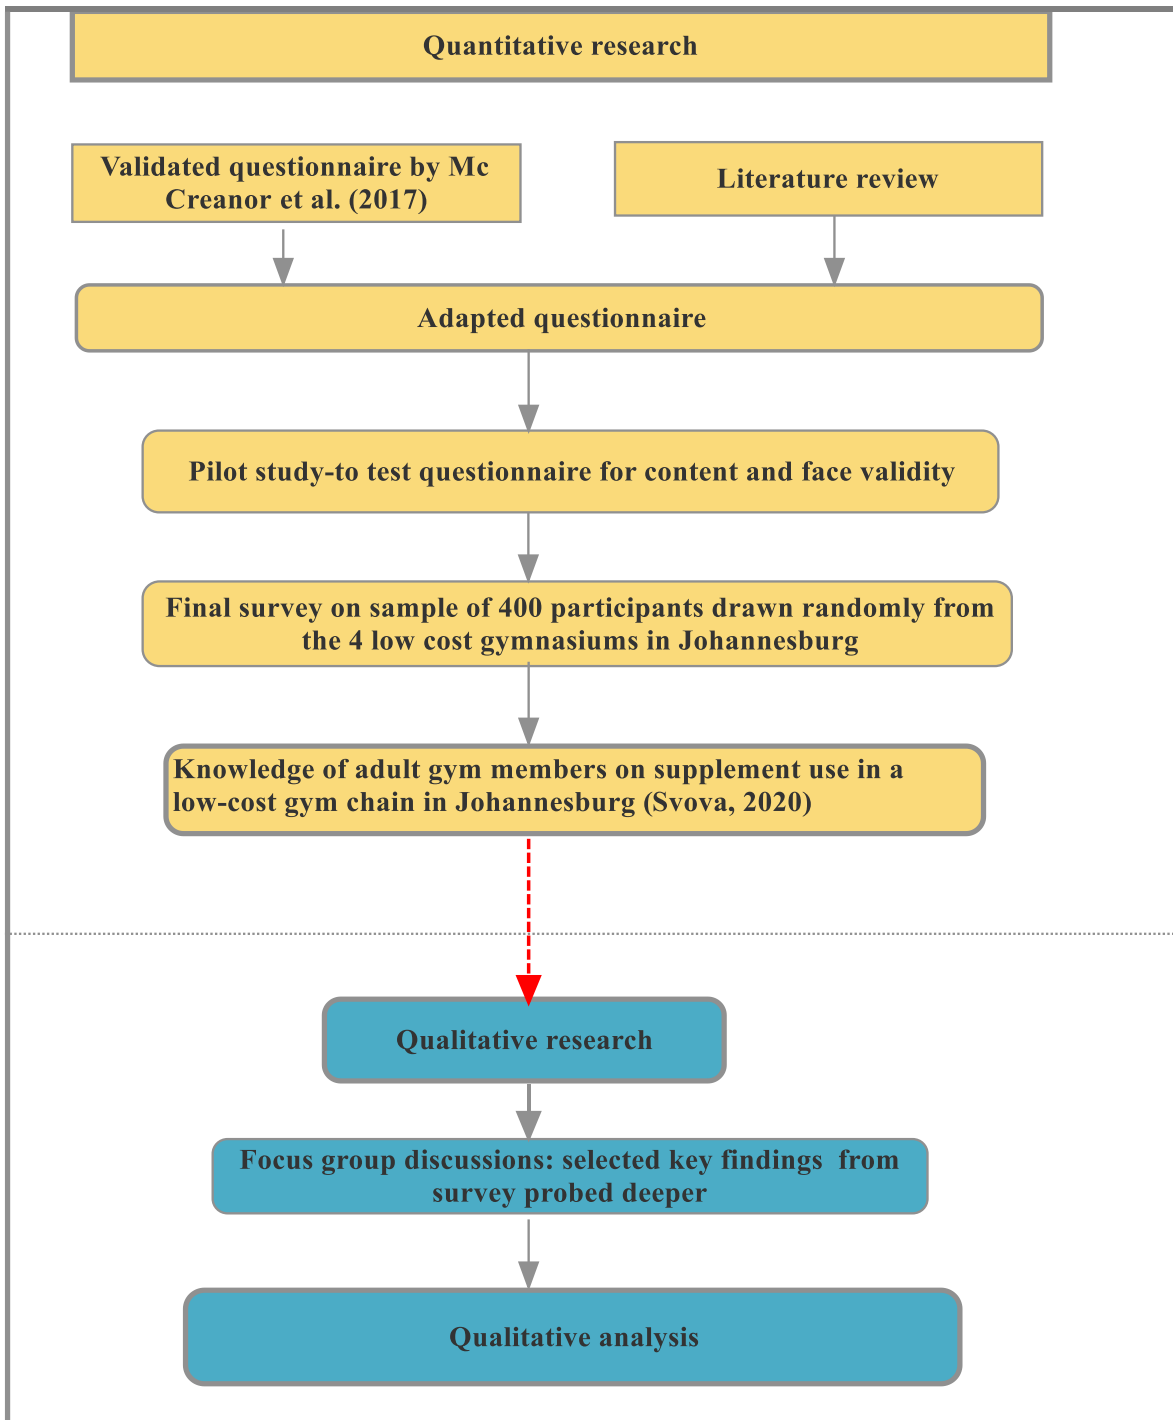 Quantitative research
Validated questionnaire by Mc
Creanor et al. (2017)
Literature review
Adapted questionnaire
Pilot study-to test questionnaire for content and face validity
Final survey on sample of 400 participants drawn randomly from
the 4 low cost gymnasiums in Johannesburg
Knowledge of adult gym members on supplement use in a
low-cost gym chain in Johannesburg (Svova, 2020)
Qualitative research
Focus group discussions: selected key findings from
survey probed deeper
Qualitative analysis